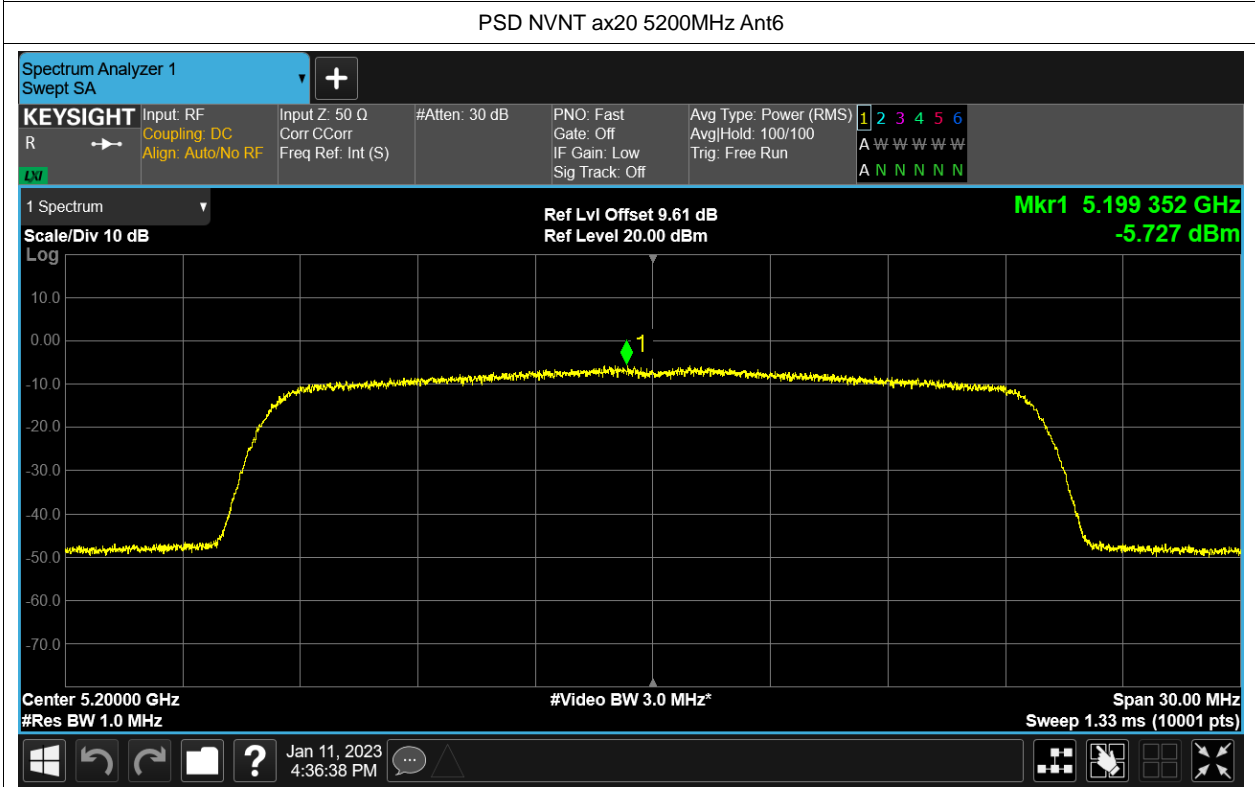 PSD NVNT ax20 5200MHz Ant6
Spectrum Analyzer 1
Swept SA
KEYSIGHT
R
LXI
Input: RF
Coupling: DC
Align: Auto/No RF
Input Z: 50 Ω
Corr CCorr
Freq Ref: Int (S)
#Atten: 30 dB
PNO: Fast
Gate: Off
IF Gain: Low
Sig Track: Off
Avg Type: Power (RMS)
Avg|Hold: 100/100
Trig: Free Run
1 2 3 4 5 6
A W W W W W
A N N N N N
1 Spectrum
Scale/Div 10 dB
Log
Ref Lvl Offset 9.61 dB
Ref Level 20.00 dBm
Mkr1 5.199 352 GHz
-5.727 dBm
10.0
0.00
-10.0
-20.0
-30.0
-40.0
-50.0
-60.0
-70.0
1
Center 5.20000 GHz
#Res BW 1.0 MHz
#Video BW 3.0 MHz*
Span 30.00 MHz
Sweep 1.33 ms (10001 pts)
?
Jan 11, 2023
4:36:38 PM